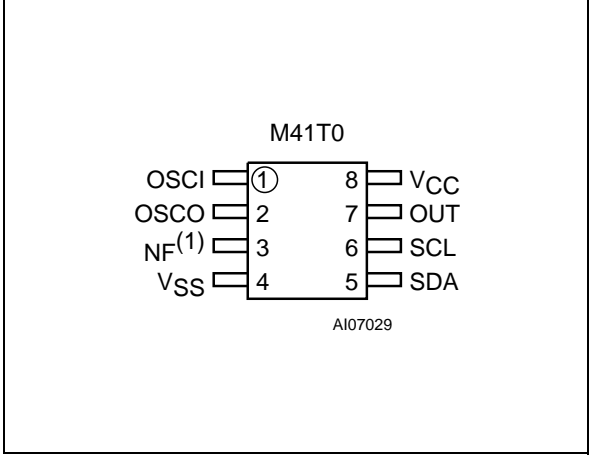 M41T0
OSCI 1 8 VCC
OSCO 2 7 OUT
NF(1) 3 6 SCL
VSS 4 5 SDA
AI07029